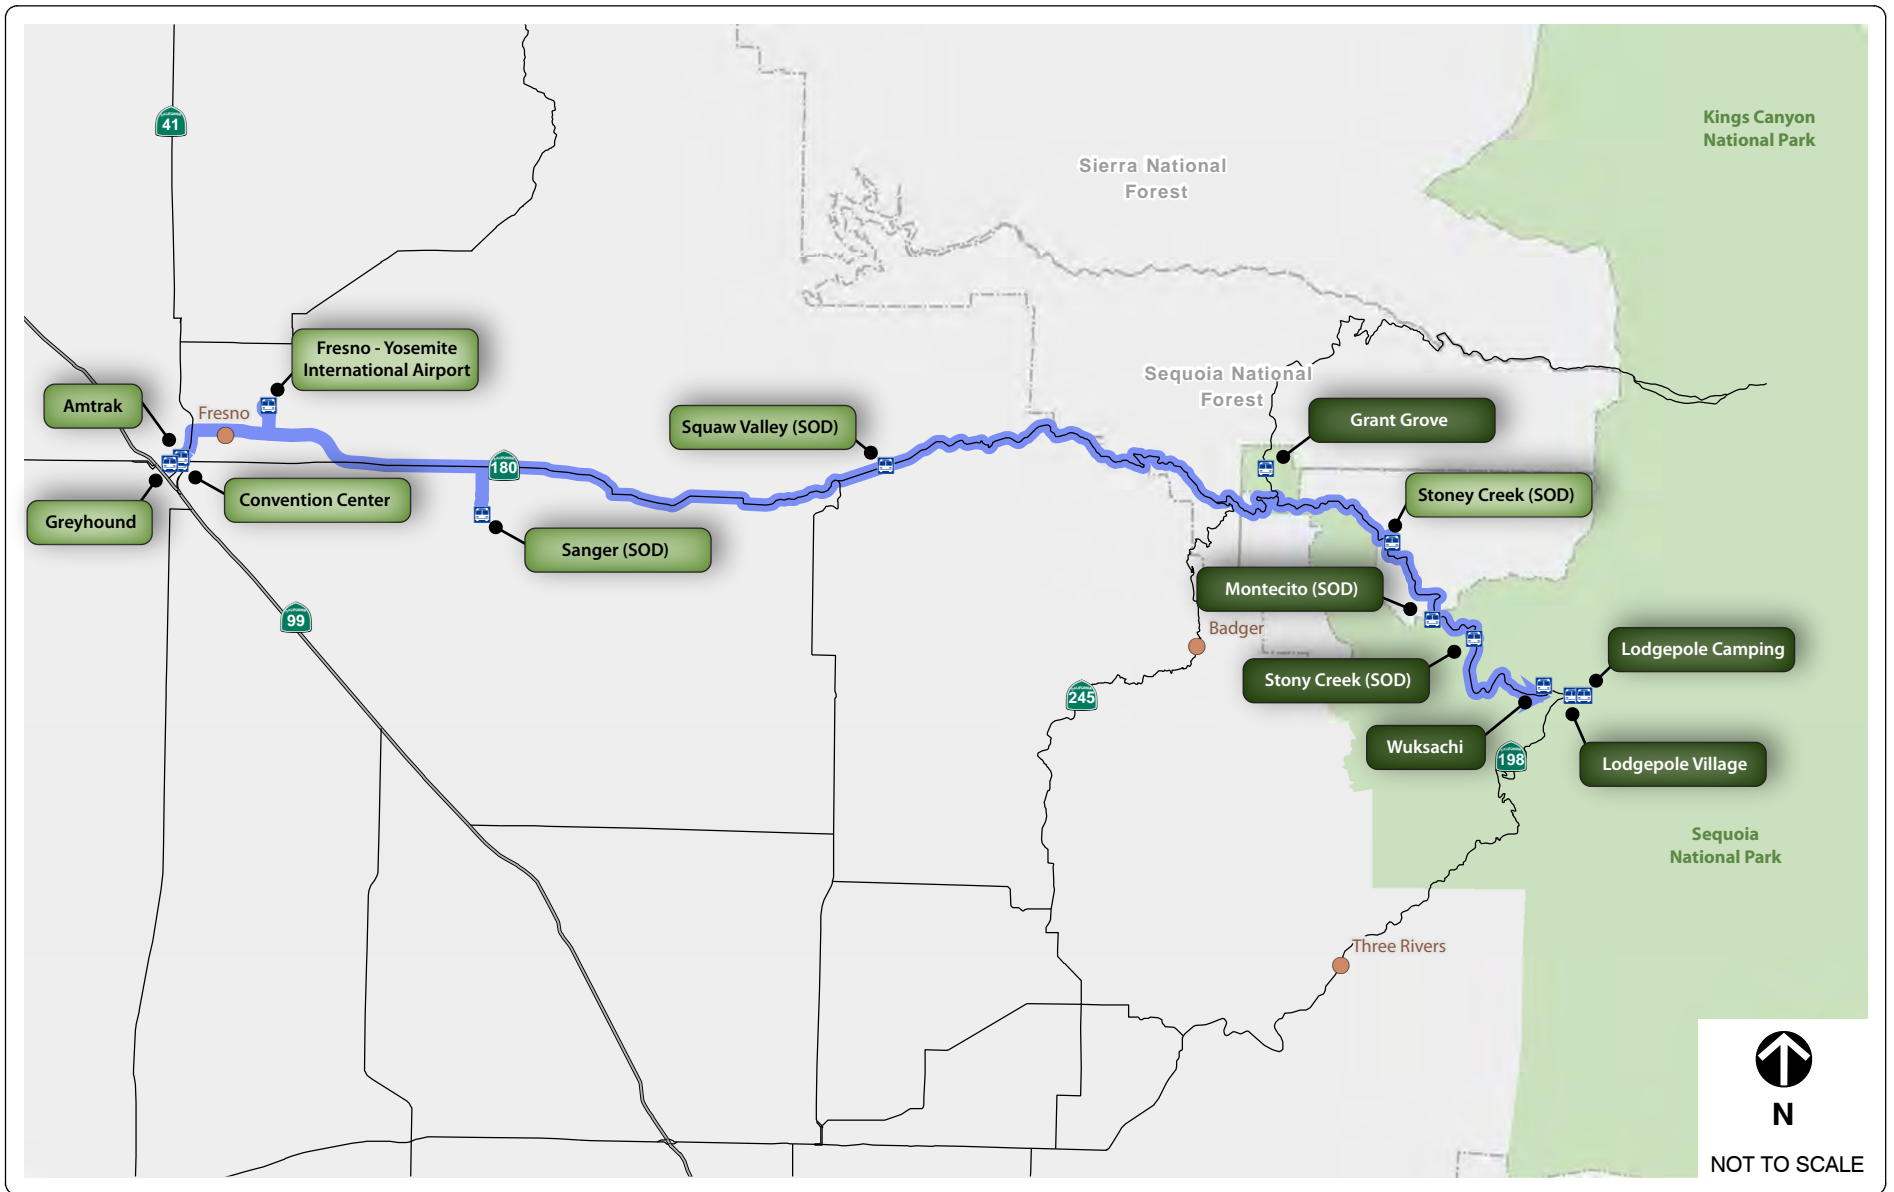 41
Kings Canyon
National Park
Sierra National
Forest
Fresno - Yosemite
International Airport
Amtrak
Fresno
Sequoia National
Forest
Squaw Valley (SOD)
Grant Grove
180
Greyhound
Convention Center
Stoney Creek (SOD)
Sanger (SOD)
Montecito (SOD)
99
Badger
Lodgepole Camping
Stony Creek (SOD)
245
Wuksachi
198
Lodgepole Village
Sequoia
National Park
Three Rivers
N
NOT TO SCALE